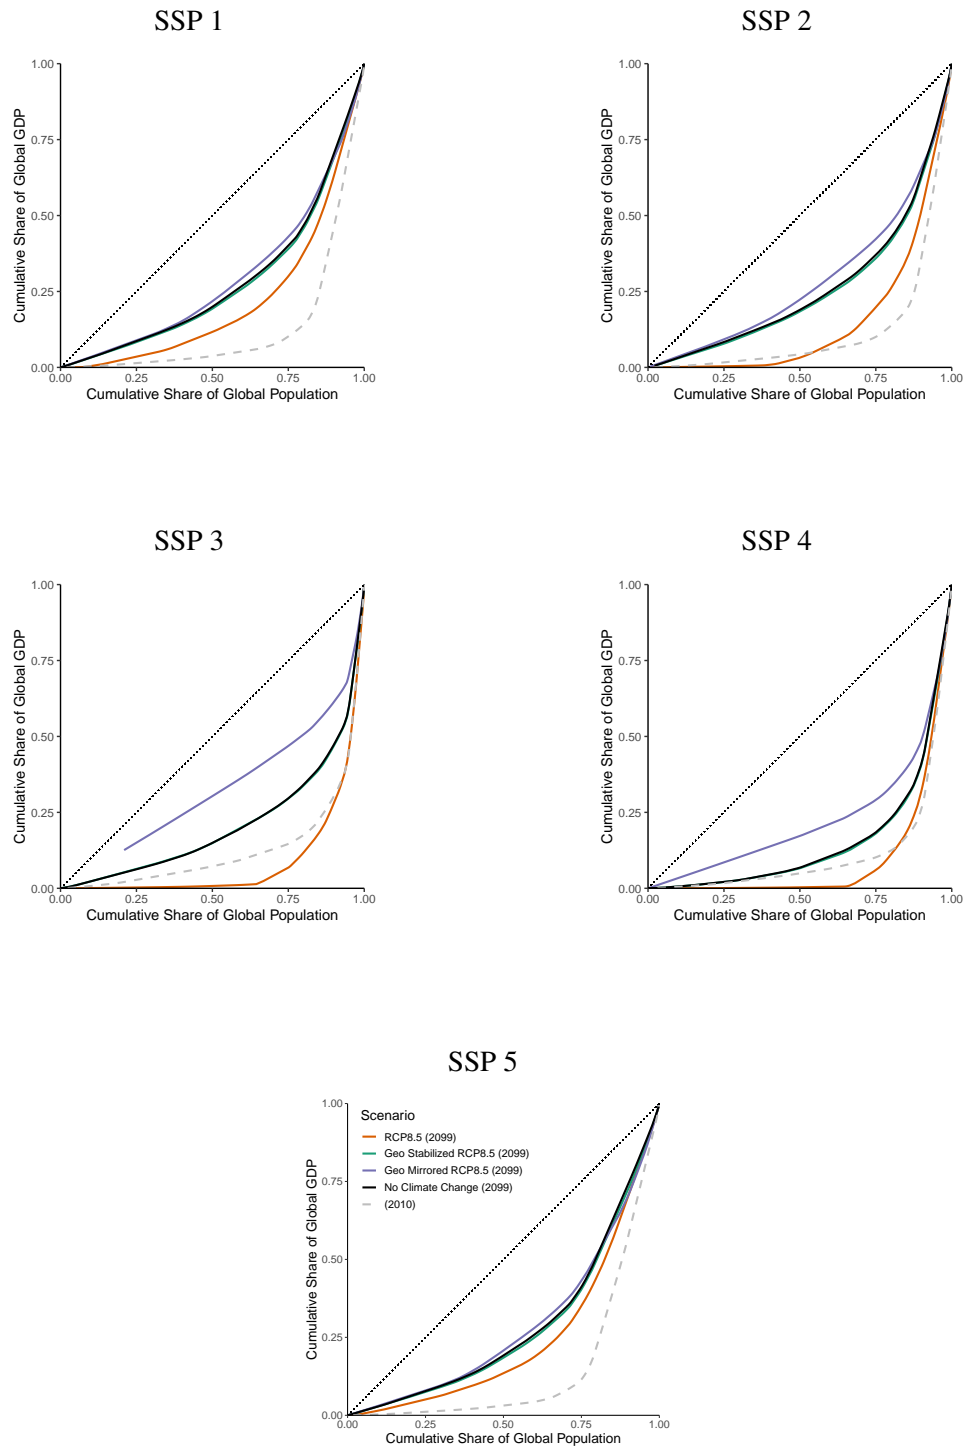 SSP 1
1.00
0.75
0.50
0.25
0.00
Cumulative Share of Global GDP
0.00 0.25 0.50 0.75 1.00
Cumulative Share of Global Population
SSP 2
1.00
0.75
0.50
0.25
0.00
Cumulative Share of Global GDP
0.00 0.25 0.50 0.75 1.00
Cumulative Share of Global Population
SSP 3
1.00
0.75
0.50
0.25
0.00
Cumulative Share of Global GDP
0.00 0.25 0.50 0.75 1.00
Cumulative Share of Global Population
SSP 4
1.00
0.75
0.50
0.25
0.00
Cumulative Share of Global GDP
0.00 0.25 0.50 0.75 1.00
Cumulative Share of Global Population
SSP 5
1.00
0.75
0.50
0.25
0.00
Cumulative Share of Global GDP
Scenario
RCP8.5 (2099)
Geo Stabilized RCP8.5 (2099)
Geo Mirrored RCP8.5 (2099)
No Climate Change (2099)
(2010)
0.00 0.25 0.50 0.75 1.00
Cumulative Share of Global Population